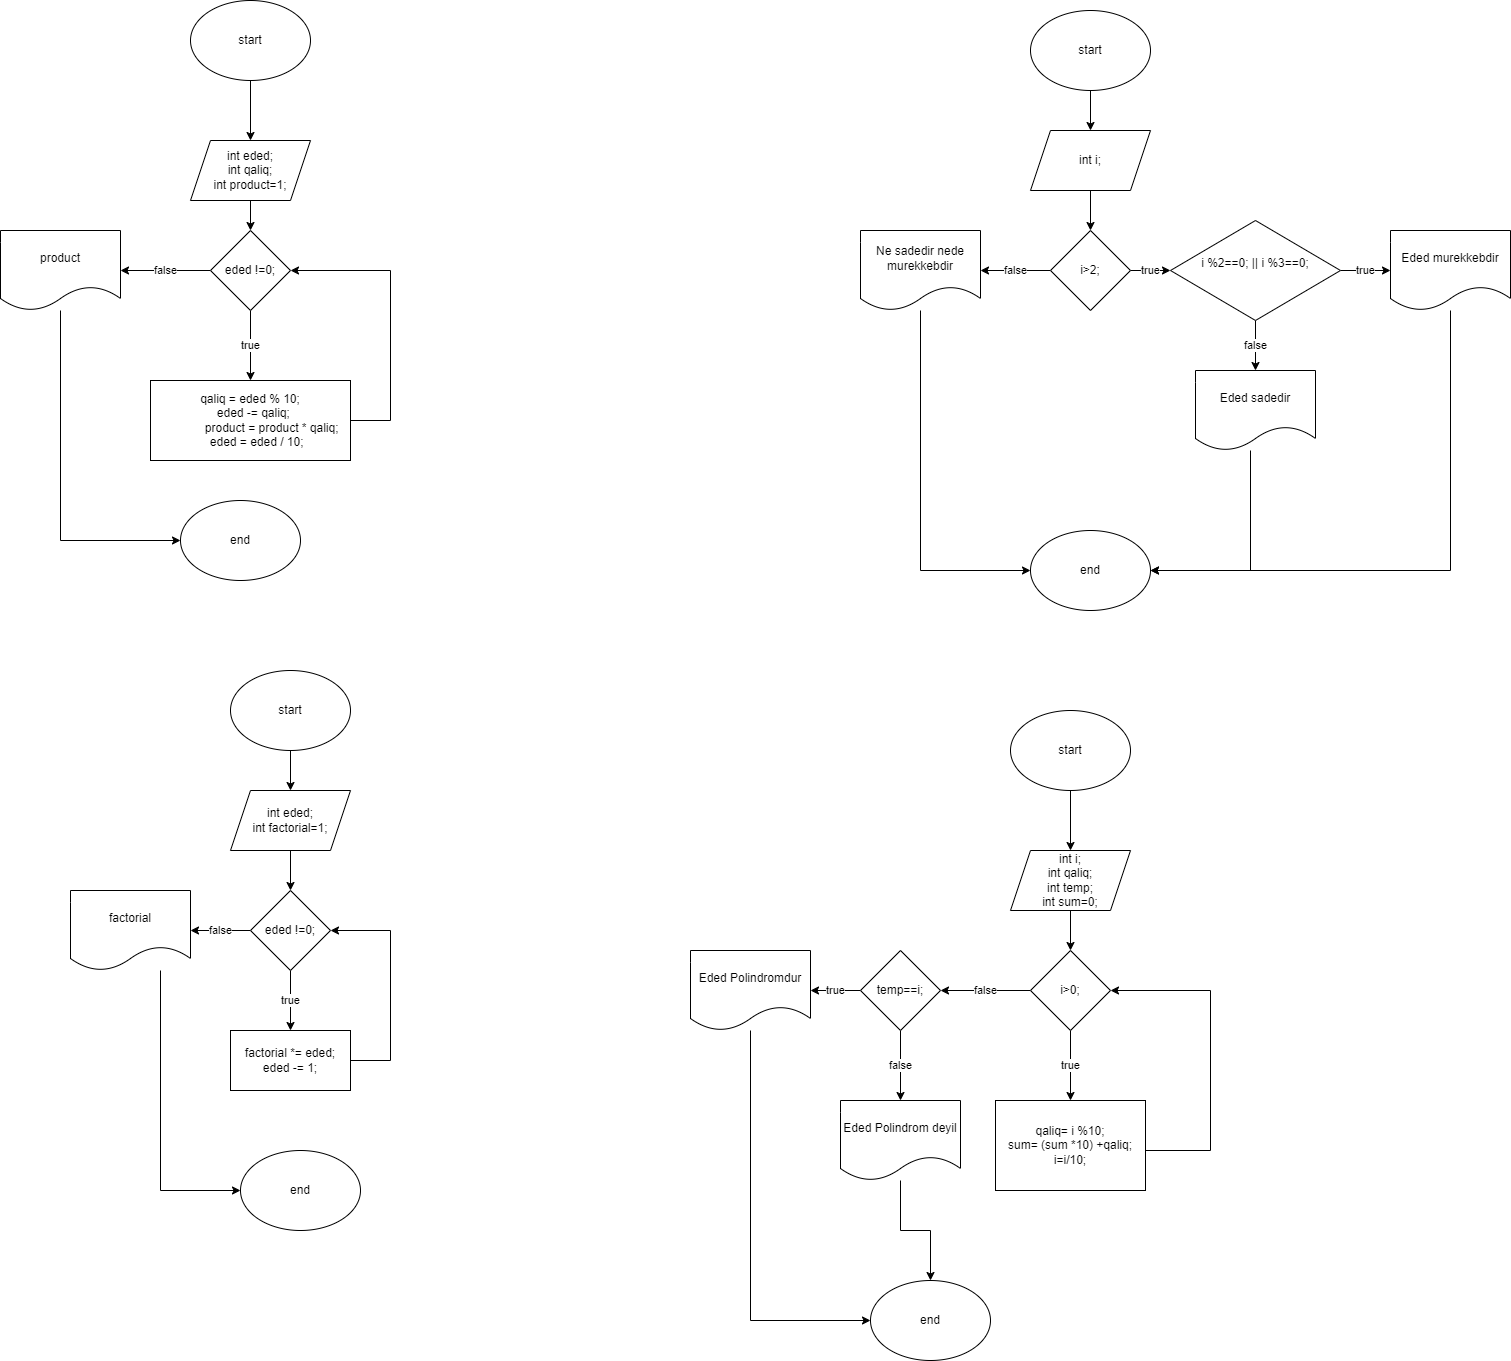 start
int eded;
int qaliq;
int product=1;
product
false
eded !=0;
true
qaliq = eded % 10;
eded -= qaliq;
product = product * qaliq;
eded = eded / 10;
end
start
int i;
Ne sadedir nede
murekkebdir
false
i>2;
true
i %2==0; || i %3==0;
true
Eded murekkebdir
false
Eded sadedir
end
start
int eded;
int factorial=1;
factorial
false
eded !=0;
true
factorial *= eded;
eded -= 1;
end
start
int i;
int qaliq;
int temp;
int sum=0;
Eded Polindromdur
true
temp==i;
false
i>0;
false
true
Eded Polindrom deyil
qaliq= i %10;
sum= (sum *10) +qaliq;
i=i/10;
end